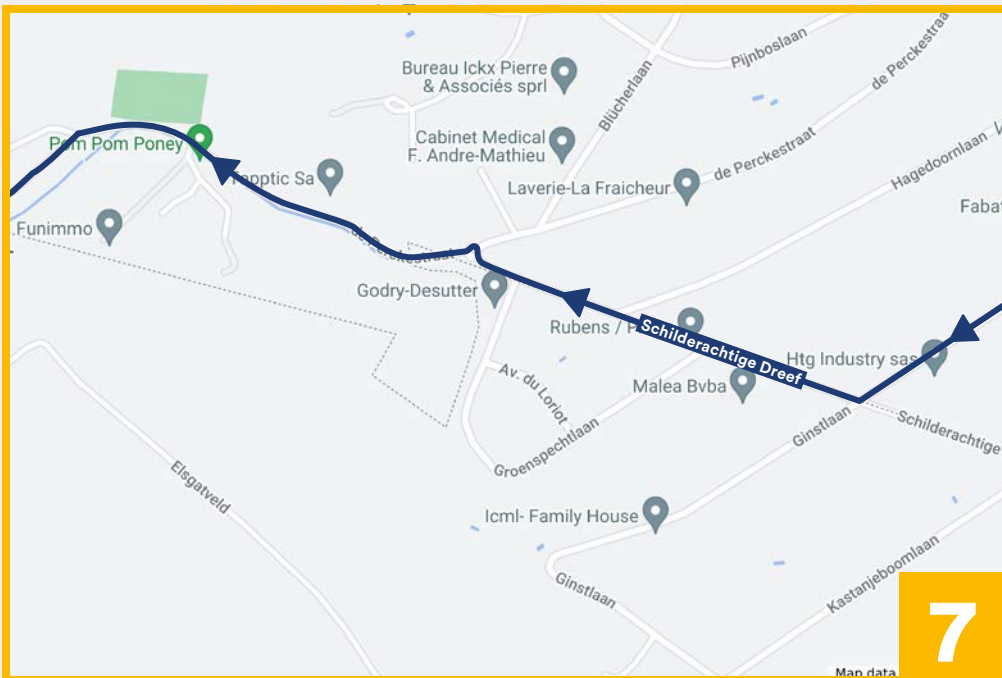 Pijnboslaan
de Perckestraat
Bureau Ickx Pierre
& Associés sprl
Blücherlaan
Cabinet Medical
F. Andre-Mathieu
de Perckestraat
Hagedoornlaan
Pom Pom Poney
Tapptic Sa
Laverie-La Fraicheur
.Funimmo
Godry-Desutter
Rubens /
Schilderachtige Dreef
Htg Industry sas
Malea Bvba
Av. du Loriot
Ginstlaan
Schilderachtige
Groenspechtlaan
Elsgatveld
Icml- Family House
Kastanjeboomlaan
Ginstlaan
7
Map data